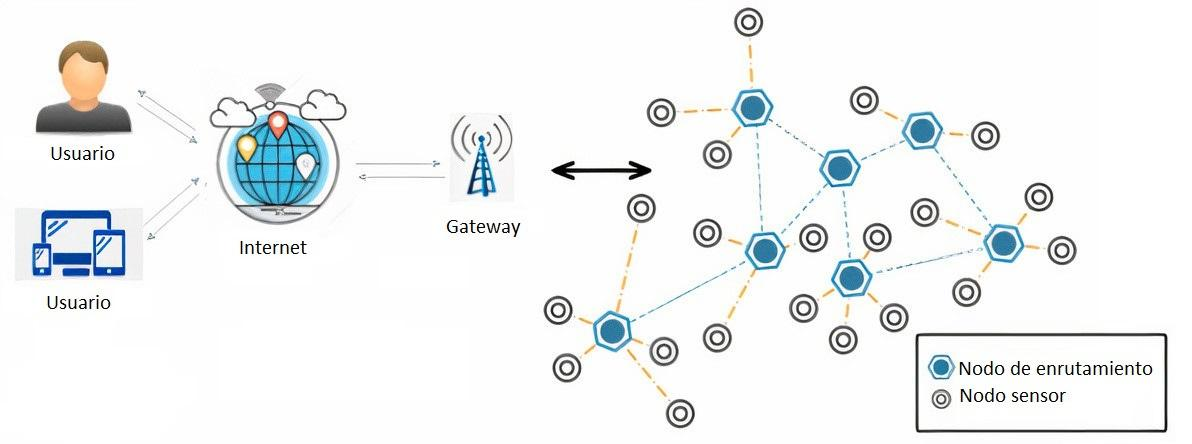 Usuario
Usuario
Internet
Gateway
Nodo de enrutamiento
Nodo sensor